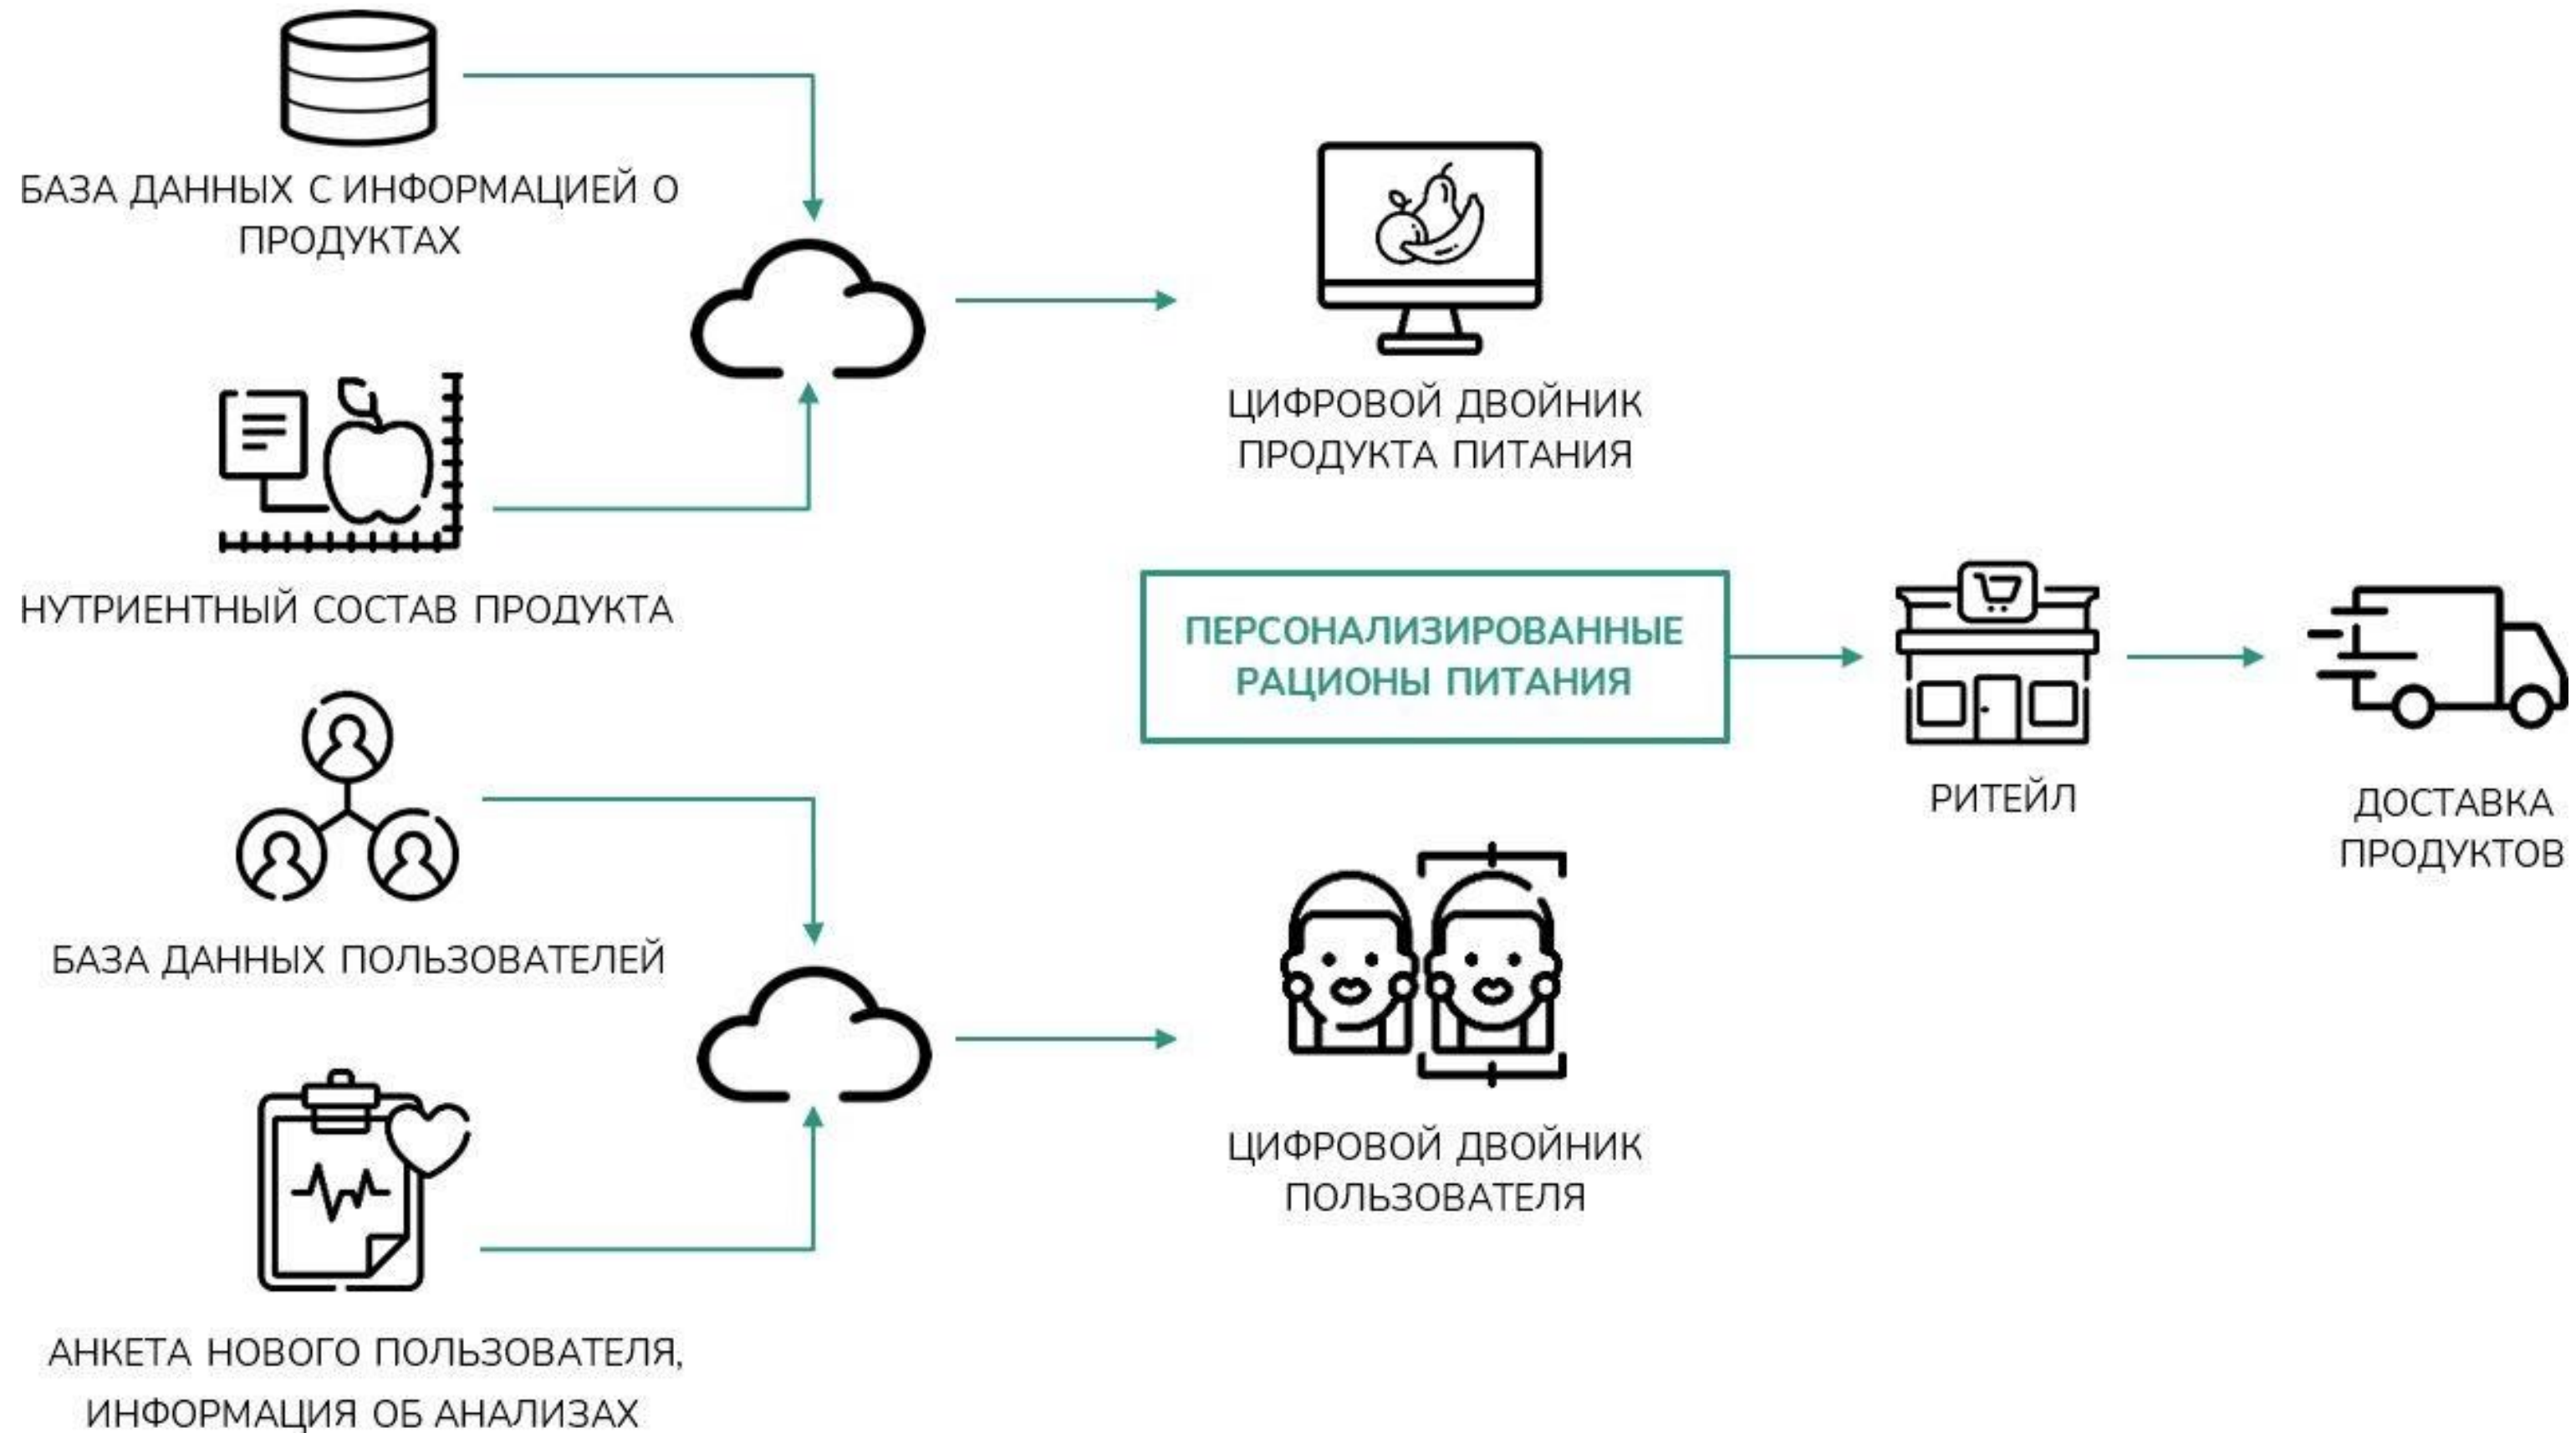 БАЗА ДАННЫХ С ИНФОРМАЦИЕЙ О
ПРОДУКТАХ
НУТРИЕНТНЫЙ СОСТАВ ПРОДУКТА
БАЗА ДАННЫХ ПОЛЬЗОВАТЕЛЕЙ
АНКЕТА НОВОГО ПОЛЬЗОВАТЕЛЯ,
ИНФОРМАЦИЯ ОБ АНАЛИЗАХ
ЦИФРОВОЙ ДВОЙНИК
ПРОДУКТА ПИТАНИЯ
ПЕРСОНАЛИЗИРОВАННЫЕ
РАЦИОНЫ ПИТАНИЯ
ЦИФРОВОЙ ДВОЙНИК
ПОЛЬЗОВАТЕЛЯ
РИТЕЙЛ
ДОСТАВКА
ПРОДУКТОВ